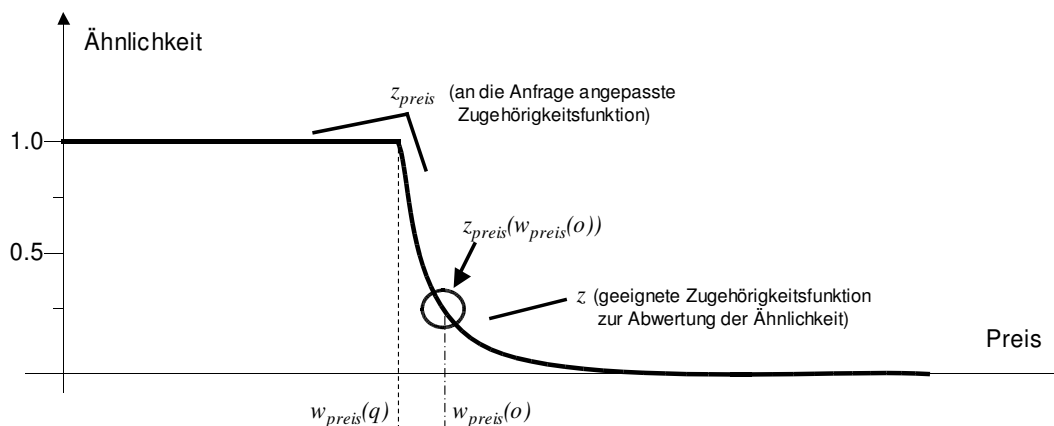 Ähnlichkeit
z_preis (an die Anfrage angepasste
Zugehörigkeitsfunktion)
1.0
z_preis(w_preis(o))
0.5
z (geeignete Zugehörigkeitsfunktion
zur Abwertung der Ähnlichkeit)
Preis
w_preis(q) w_preis(o)